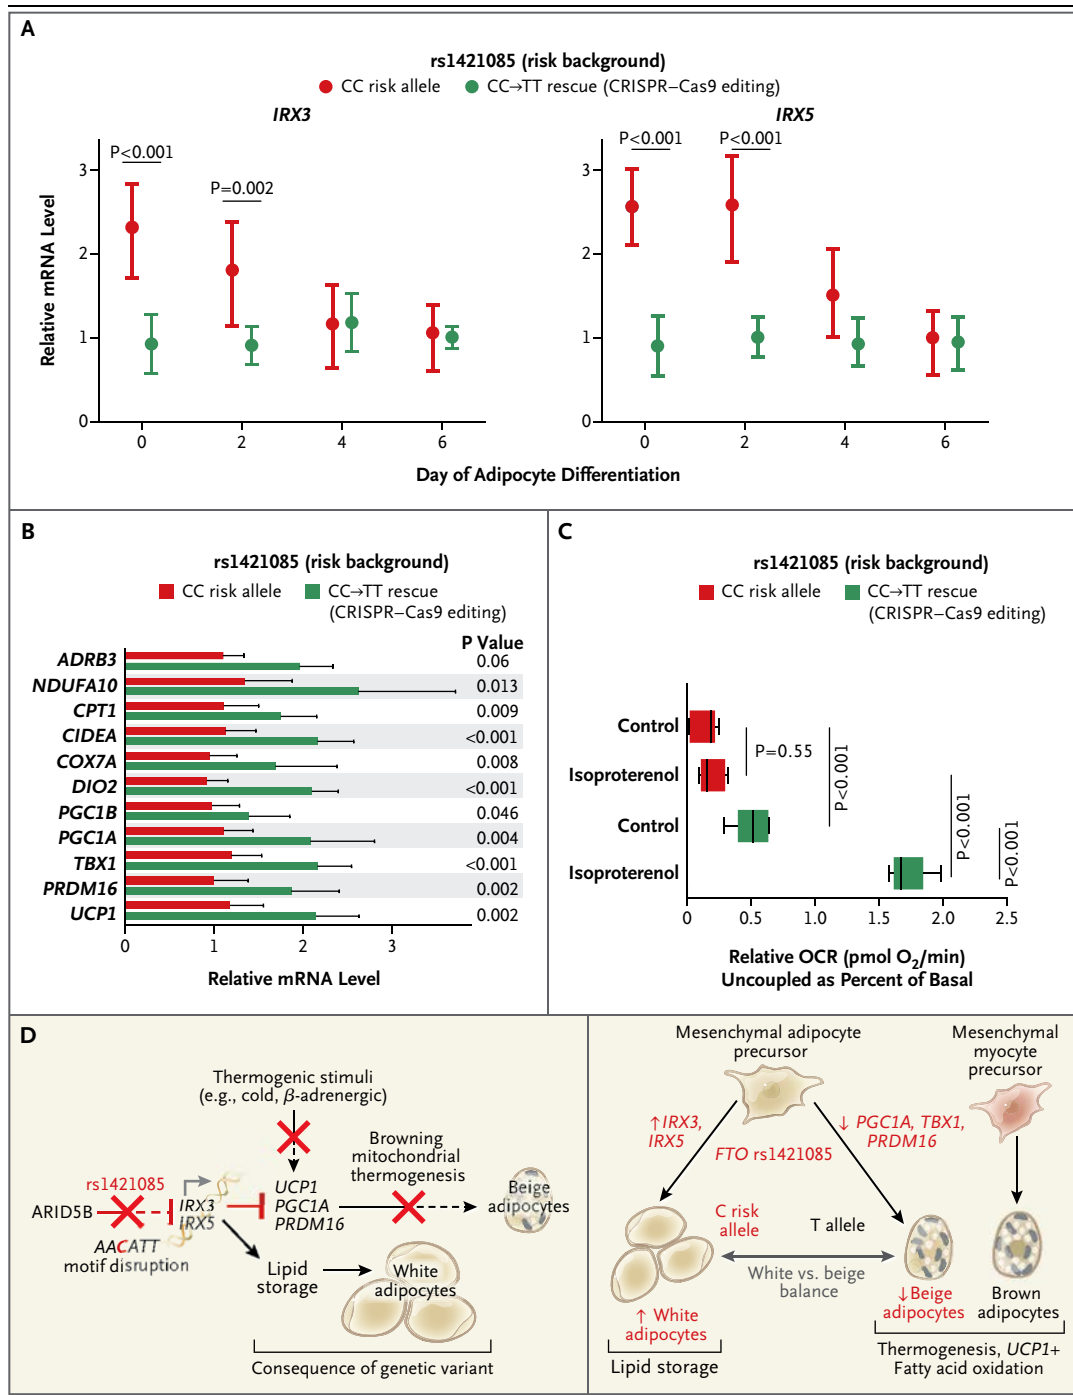 A
rs1421085 (risk background)
CC risk allele CC→TT rescue (CRISPR–Cas9 editing)
IRX3
IRX5
P<0.001
P=0.002
P<0.001
P<0.001
Relative mRNA Level
3
2
1
0
3
2
1
0
0 2 4 6
0 2 4 6
Day of Adipocyte Differentiation
B
rs1421085 (risk background)
CC risk allele CC→TT rescue
(CRISPR–Cas9 editing)
P Value
ADRB3 0.06
NDUFA10 0.013
CPT1 0.009
CIDEA <0.001
COX7A 0.008
DIO2 <0.001
PGC1B 0.046
PGC1A 0.004
TBX1 <0.001
PRDM16 0.002
UCP1 0.002
0 1 2 3
Relative mRNA Level
C
rs1421085 (risk background)
CC risk allele CC→TT rescue
(CRISPR–Cas9 editing)
Control
Isoproterenol
Control
Isoproterenol
P=0.55
P<0.001
P<0.001
P<0.001
0 0.5 1.0 1.5 2.0 2.5
Relative OCR (pmol O2/min)
Uncoupled as Percent of Basal
D
Thermogenic stimuli
(e.g., cold, β-adrenergic)
Browning
mitochondrial
thermogenesis
rs1421085
ARID5B
IRX3
IRX5
UCP1
PGC1A
PRDM16
Beige
adipocytes
AACATT
motif disruption
Lipid
storage
White
adipocytes
Consequence of genetic variant
Mesenchymal adipocyte
precursor
Mesenchymal
myocyte
precursor
↑IRX3,
IRX5
↓ PGC1A, TBX1,
PRDM16
FTO rs1421085
C risk
allele
T allele
White vs. beige
balance
↑ White
adipocytes
↓Beige
adipocytes
Brown
adipocytes
Lipid storage
Thermogenesis, UCP1+
Fatty acid oxidation